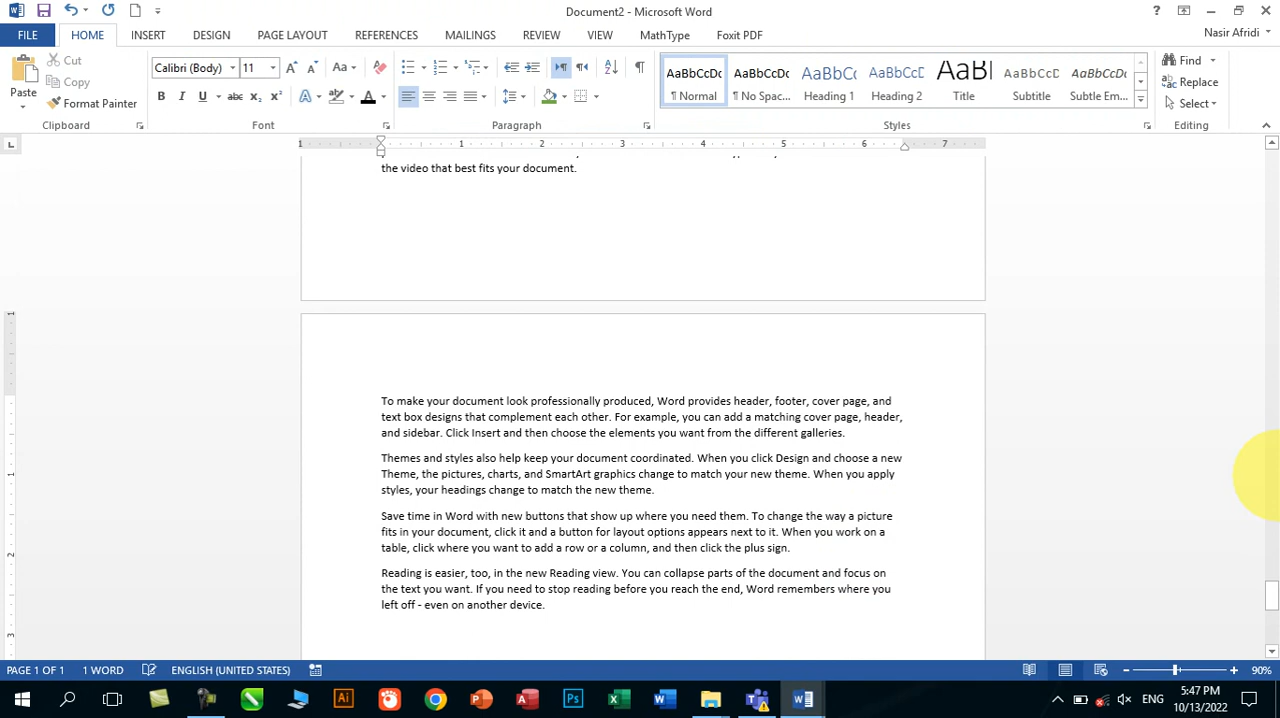 Document2 - Microsoft Word
?
FILE HOME INSERT DESIGN PAGE LAYOUT REFERENCES MAILINGS REVIEW VIEW MathType Foxit PDF
Nasir Afridi
Paste
Cut
Copy
Format Painter
Clipboard
Calibri (Body) 11
Font
Paragraph
AaBbCcDc AaBbCcDc AaBbCc AaBbCcD AaBl AaBbCcD AaBbCcDc
¶ Normal ¶ No Spac... Heading 1 Heading 2 Title Subtitle Subtle Em...
Styles
Find
Replace
Select
Editing
1 1 2 3 4 5 6 7
the video that best fits your document.
To make your document look professionally produced, Word provides header, footer, cover page, and
text box designs that complement each other. For example, you can add a matching cover page, header,
and sidebar. Click Insert and then choose the elements you want from the different galleries.
Themes and styles also help keep your document coordinated. When you click Design and choose a new
Theme, the pictures, charts, and SmartArt graphics change to match your new theme. When you apply
styles, your headings change to match the new theme.
Save time in Word with new buttons that show up where you need them. To change the way a picture
fits in your document, click it and a button for layout options appears next to it. When you work on a
table, click where you want to add a row or a column, and then click the plus sign.
Reading is easier, too, in the new Reading view. You can collapse parts of the document and focus on
the text you want. If you need to stop reading before you reach the end, Word remembers where you
left off - even on another device.
PAGE 1 OF 1 1 WORD ENGLISH (UNITED STATES) 90%
ENG
5:47 PM
10/13/2022